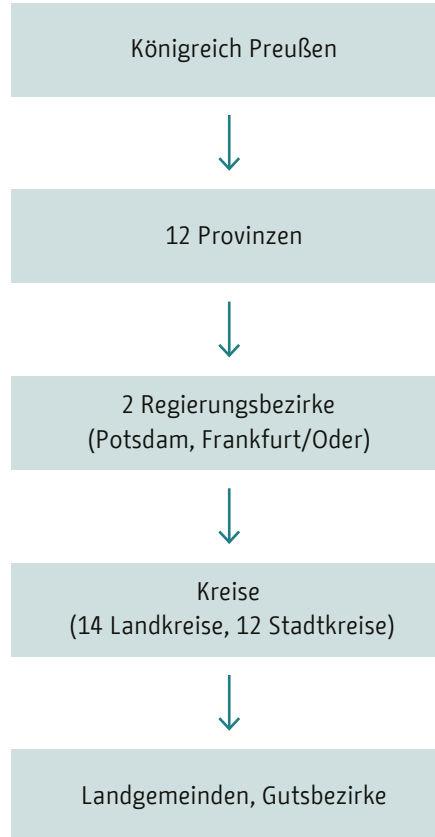 Königreich Preußen
12 Provinzen
2 Regierungsbezirke
(Potsdam, Frankfurt/Oder)
Kreise
(14 Landkreise, 12 Stadtkreise)
Landgemeinden, Gutsbezirke